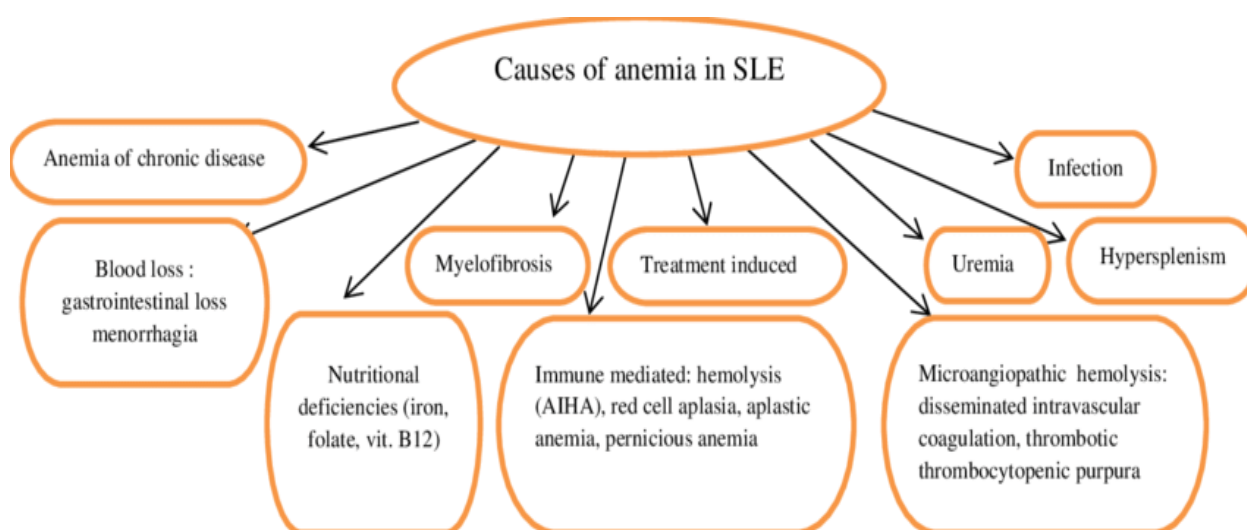 Causes of anemia in SLE
Anemia of chronic disease
Infection
Blood loss :
gastrointestinal loss
menorrhagia
Myelofibrosis
Treatment induced
Uremia
Hypersplenism
Nutritional
deficiencies (iron,
folate, vit. B12)
Immune mediated: hemolysis
(AIHA), red cell aplasia, aplastic
anemia, pernicious anemia
Microangiopathic hemolysis:
disseminated intravascular
coagulation, thrombotic
thrombocytopenic purpura